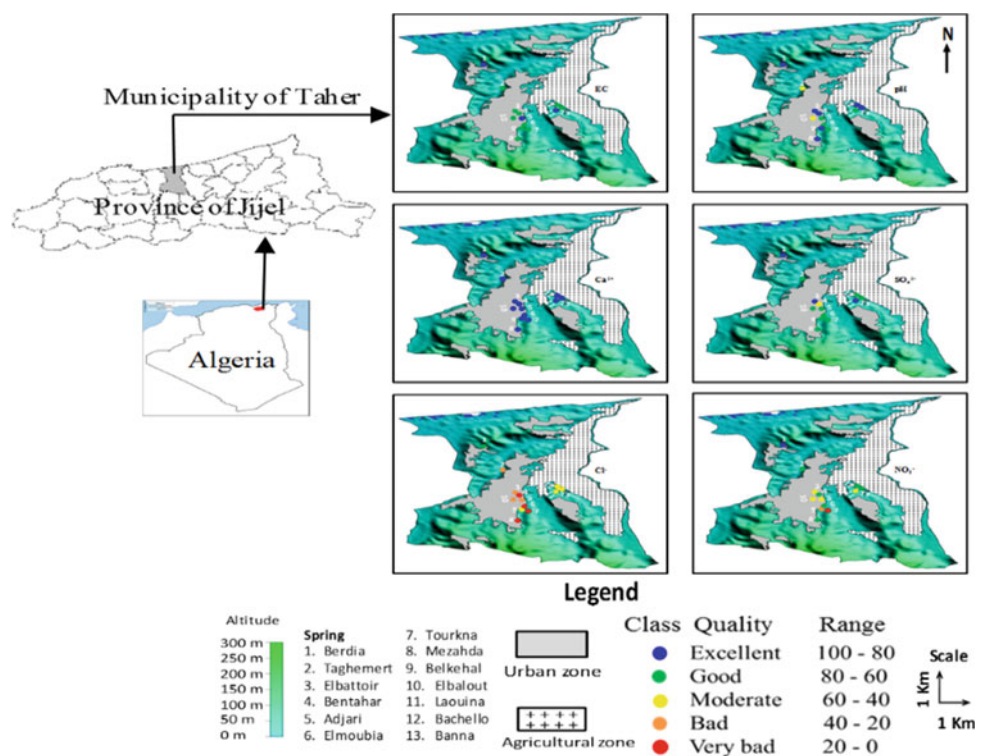 Municipality of Taher
Province of Jijel
Algeria
N
EC
pH
Ca²⁺
SO₄²⁻
Cl⁻
NO₃⁻
Legend
Altitude
300 m
250 m
200 m
150 m
100 m
50 m
0 m
Spring
1. Berdia
2. Taghemert
3. Elbattoir
4. Bentahar
5. Adjari
6. Elmoubia
7. Tourkna
8. Mezahda
9. Belkehal
10. Elbalout
11. Laouina
12. Bachello
13. Banna
Urban zone
Agricultural zone
Class Quality Range
Excellent 100 - 80
Good 80 - 60
Moderate 60 - 40
Bad 40 - 20
Very bad 20 - 0
Scale
1 Km
1 Km